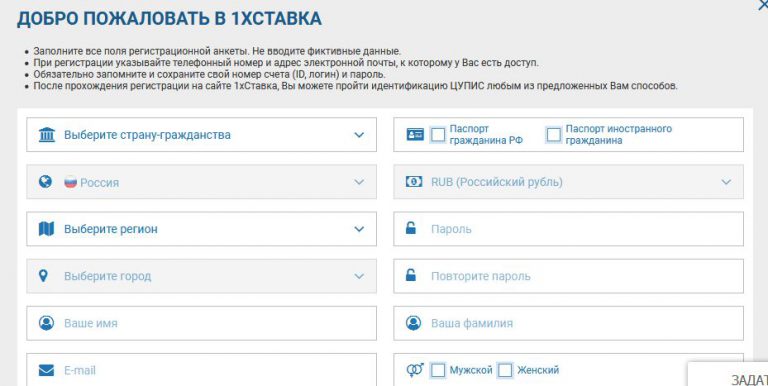 ДОБРО ПОЖАЛОВАТЬ В 1ХСТАВКА
Заполните все поля регистрационной анкеты. Не вводите фиктивные данные.
При регистрации указывайте телефонный номер и адрес электронной почты, к которому у Вас есть доступ.
Обязательно запомните и сохраните свой номер счета (ID, логин) и пароль.
После прохождения регистрации на сайте 1хСтавка, Вы можете пройти идентификацию ЦУПИС любым из предложенных Вам способов.
Выберите страну-гражданства
Паспорт
гражданина РФ
Паспорт иностранного
гражданина
Россия
RUB (Российский рубль)
Выберите регион
Пароль
Выберите город
Повторите пароль
Ваше имя
Ваша фамилия
E-mail
Мужской
Женский
ЗАДАТ